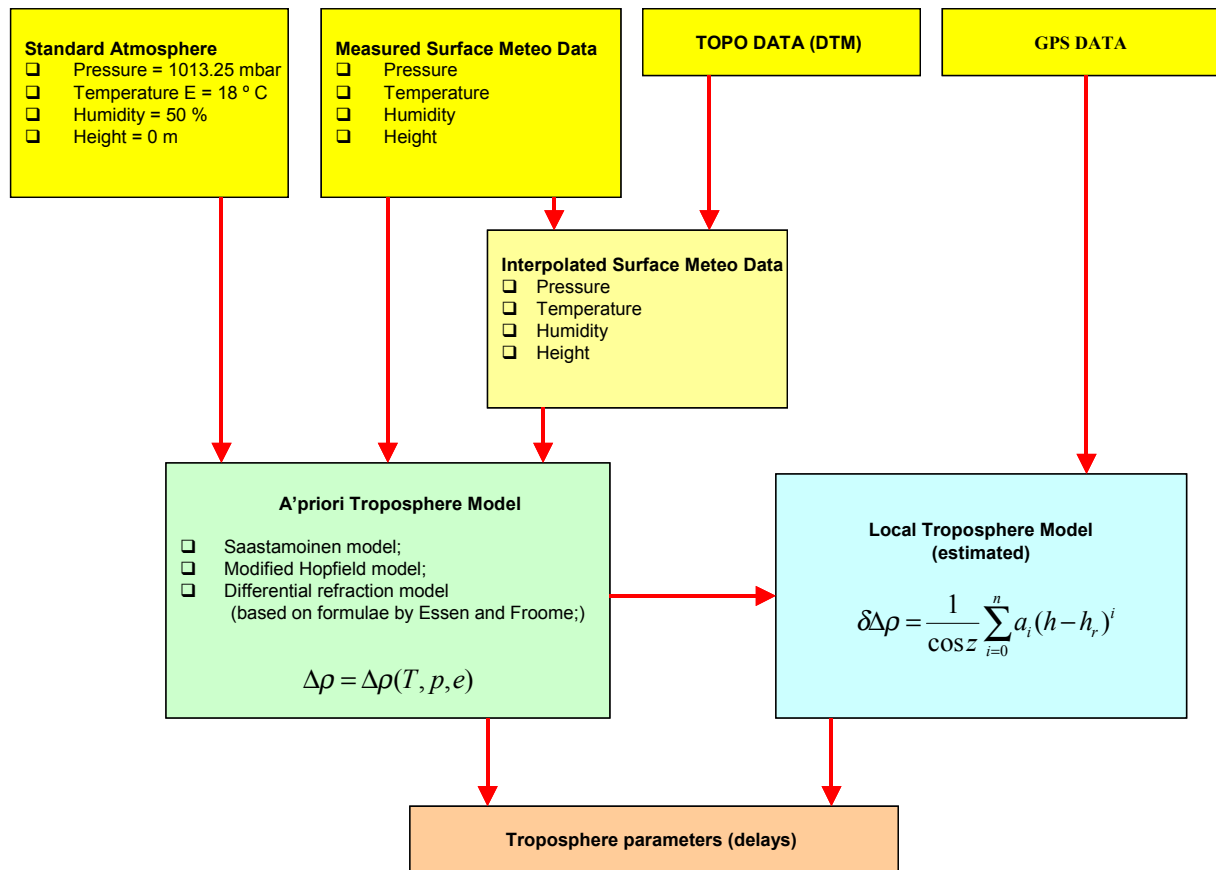 Standard Atmosphere
❑ Pressure = 1013.25 mbar
❑ Temperature E = 18 º C
❑ Humidity = 50 %
❑ Height = 0 m
Measured Surface Meteo Data
❑ Pressure
❑ Temperature
❑ Humidity
❑ Height
TOPO DATA (DTM)
GPS DATA
Interpolated Surface Meteo Data
❑ Pressure
❑ Temperature
❑ Humidity
❑ Height
A’priori Troposphere Model
❑ Saastamoinen model;
❑ Modified Hopfield model;
❑ Differential refraction model
(based on formulae by Essen and Froome;)
Δρ = Δρ(T, p, e)
Local Troposphere Model
(estimated)
δΔρ = \frac{1}{\cos z} \sum_{i=0}^{n} a_i (h − h_r)^i
Troposphere parameters (delays)